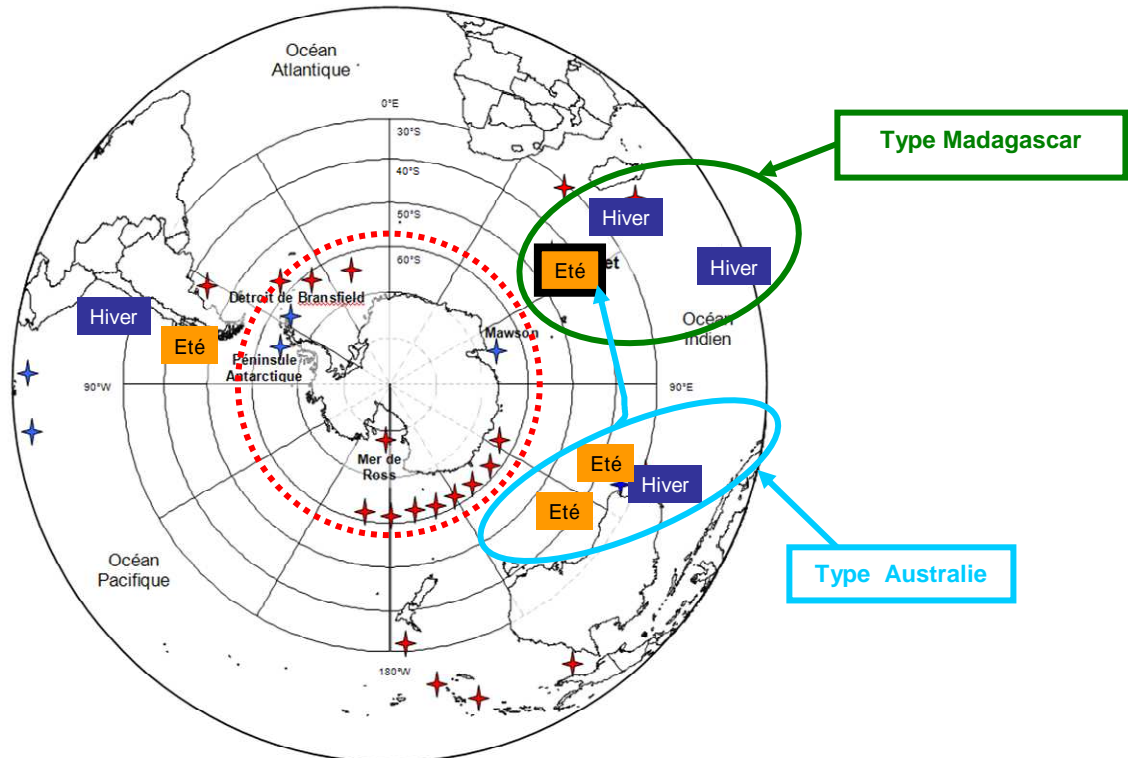 Océan
Atlantique
0°E
30°S
40°S
50°S
60°S
Type Madagascar
Hiver
Eté
et
Hiver
Détroit de Bransfield
Hiver
Eté
Océan
Indien
Mawson
Péninsule
Antarctique
90°W
90°E
Mer de
Ross
Eté
Hiver
Eté
Océan
Pacifique
Type Australie
180°W